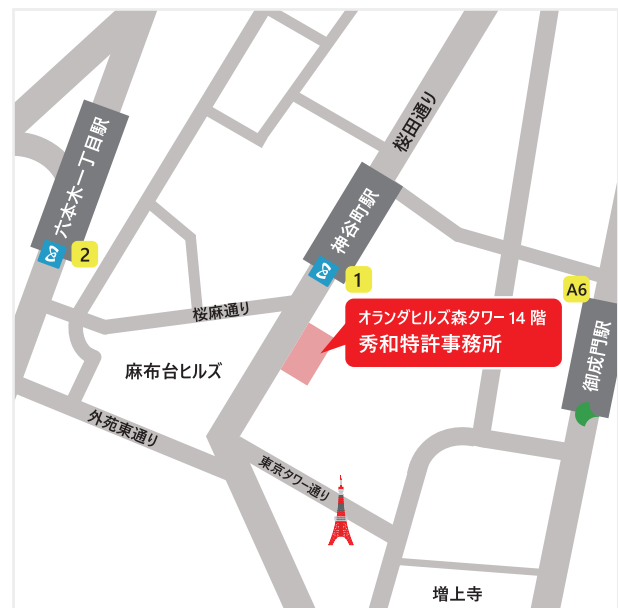 桜田通り
六本木一丁目駅
神谷町駅
2
1
A6
桜麻通り
オランダヒルズ森タワー 14 階
秀和特許事務所
御成門駅
麻布台ヒルズ
外苑東通り
東京タワー通り
増上寺